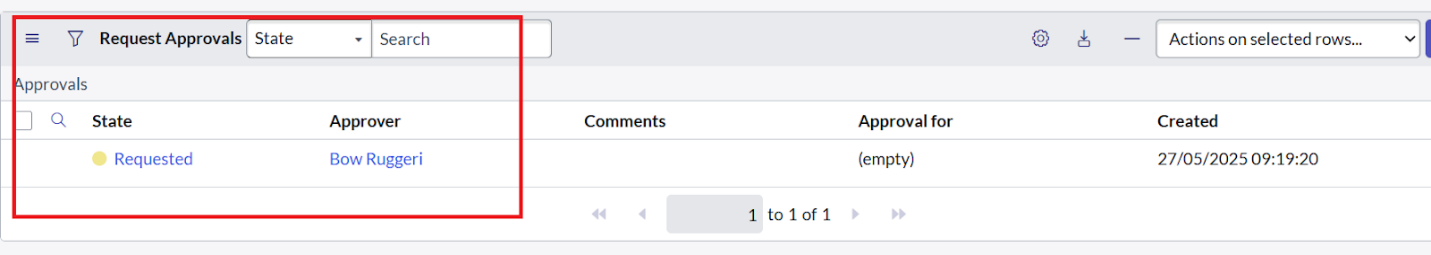 Request Approvals State Search Actions on selected rows...
Approvals
State Approver Comments Approval for Created
Requested Bow Ruggeri (empty) 27/05/2025 09:19:20
1 to 1 of 1